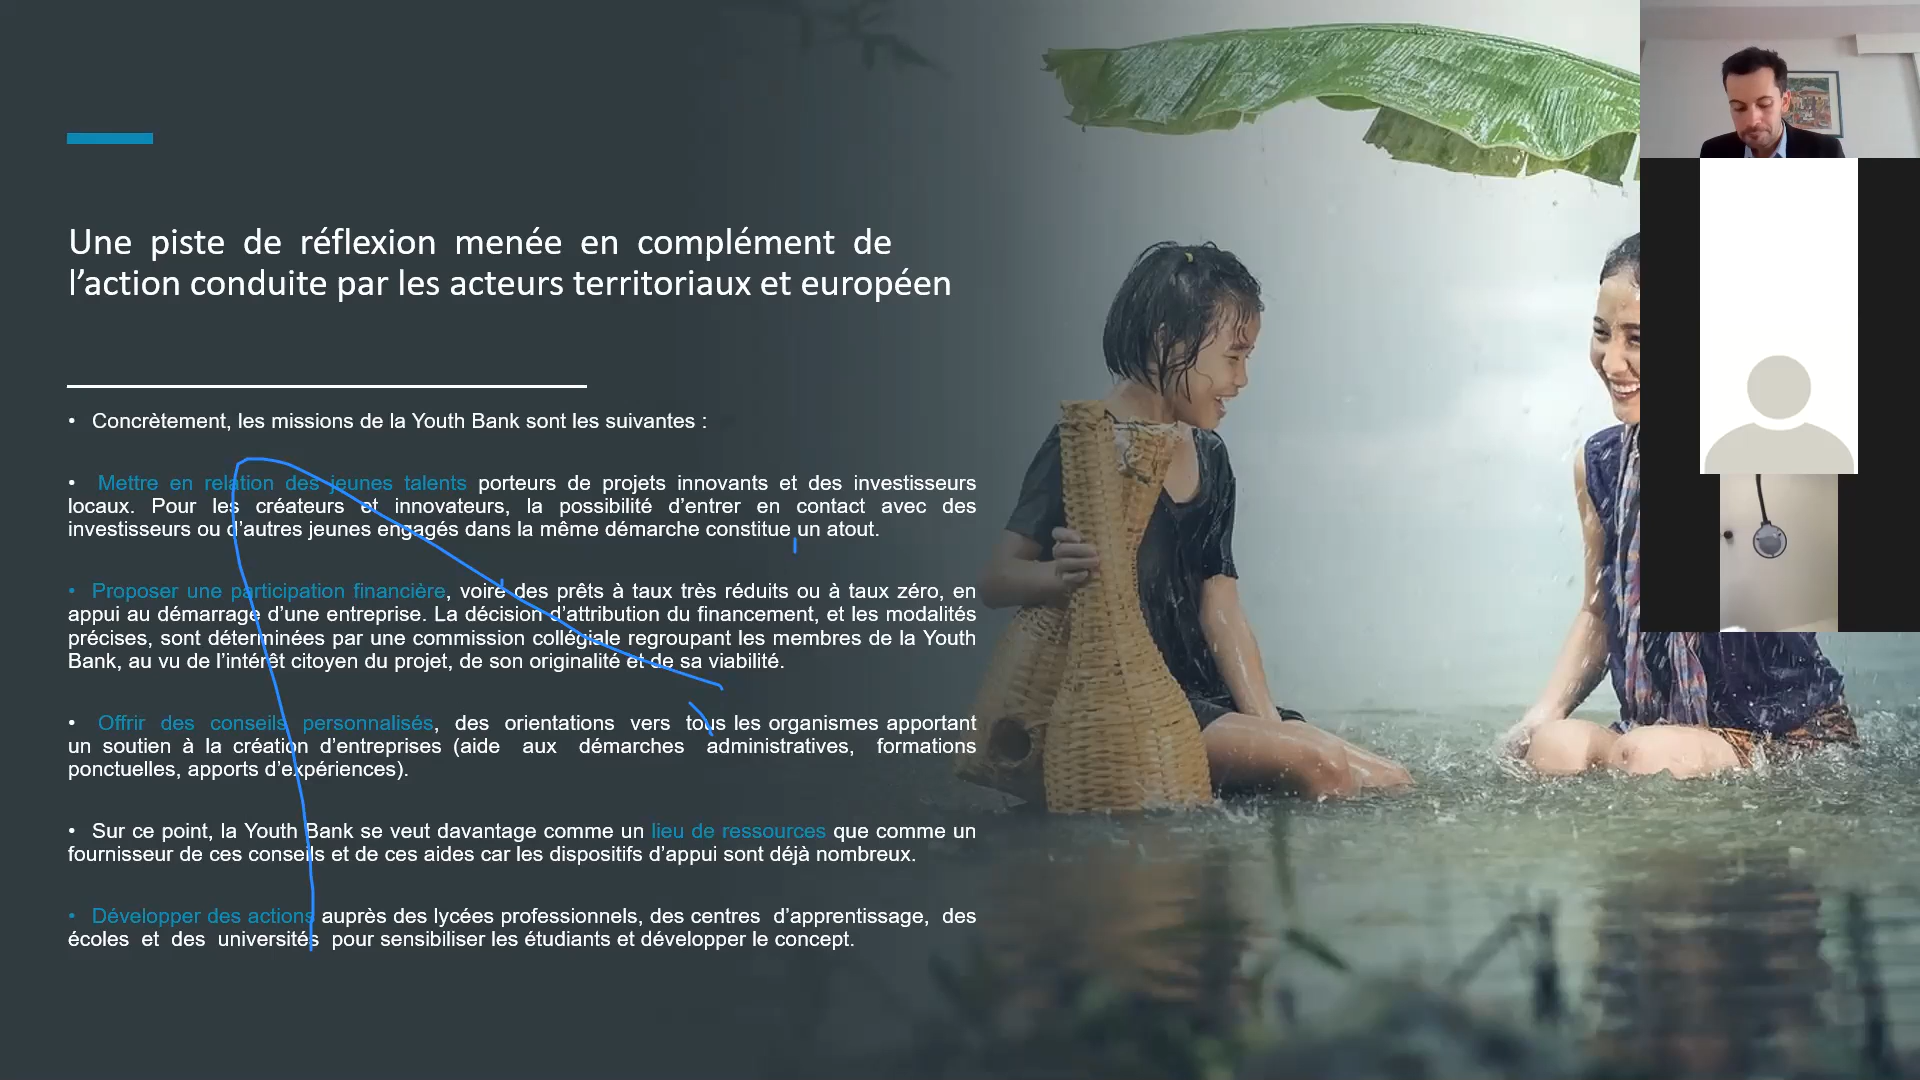 Une piste de réflexion menée en complément de
l’action conduite par les acteurs territoriaux et européen
• Concrètement, les missions de la Youth Bank sont les suivantes :
• Mettre en relation des jeunes talents porteurs de projets innovants et des investisseurs
locaux. Pour les créateurs et innovateurs, la possibilité d’entrer en contact avec des
investisseurs ou d’autres jeunes engagés dans la même démarche constitue un atout.
• Proposer une participation financière, voire des prêts à taux très réduits ou à taux zéro, en
appui au démarrage d’une entreprise. La décision d’attribution du financement, et les modalités
précises, sont déterminées par une commission collégiale regroupant les membres de la Youth
Bank, au vu de l’intérêt citoyen du projet, de son originalité et de sa viabilité.
• Offrir des conseils personnalisés, des orientations vers tous les organismes apportant
un soutien à la création d’entreprises (aide aux démarches administratives, formations
ponctuelles, apports d’expériences).
• Sur ce point, la Youth Bank se veut davantage comme un lieu de ressources que comme un
fournisseur de ces conseils et de ces aides car les dispositifs d’appui sont déjà nombreux.
• Développer des actions auprès des lycées professionnels, des centres d’apprentissage, des
écoles et des universités pour sensibiliser les étudiants et développer le concept.